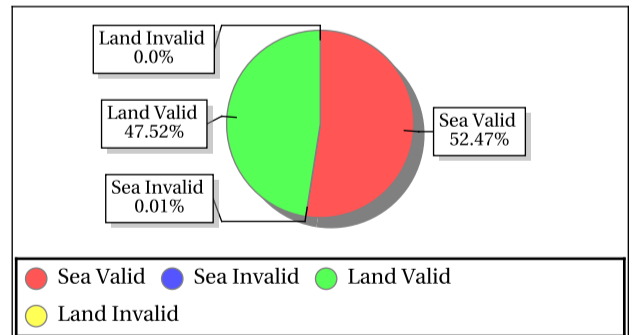 Land Invalid
0.0%
Land Valid
47.52%
Sea Valid
52.47%
Sea Invalid
0.01%
Sea Valid
Sea Invalid
Land Valid
Land Invalid